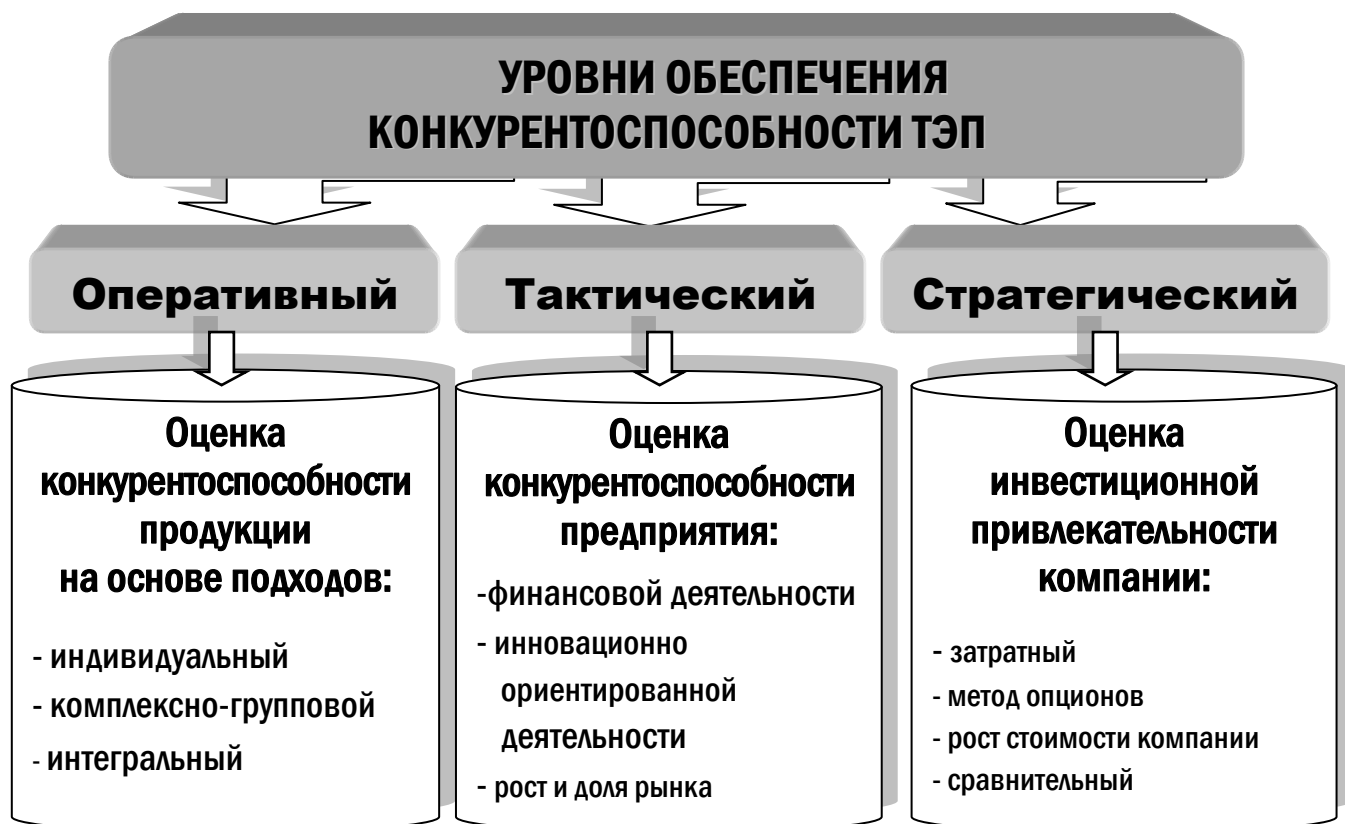 УРОВНИ ОБЕСПЕЧЕНИЯ
КОНКУРЕНТОСПОСОБНОСТИ ТЭП
Оперативный
Тактический
Стратегический
Оценка
конкурентоспособности
продукции
на основе подходов:
- индивидуальный
- комплексно-групповой
- интегральный
Оценка
конкурентоспособности
предприятия:
-финансовой деятельности
- инновационно
ориентированной
деятельности
- рост и доля рынка
Оценка
инвестиционной
привлекательности
компании:
- затратный
- метод опционов
- рост стоимости компании
- сравнительный